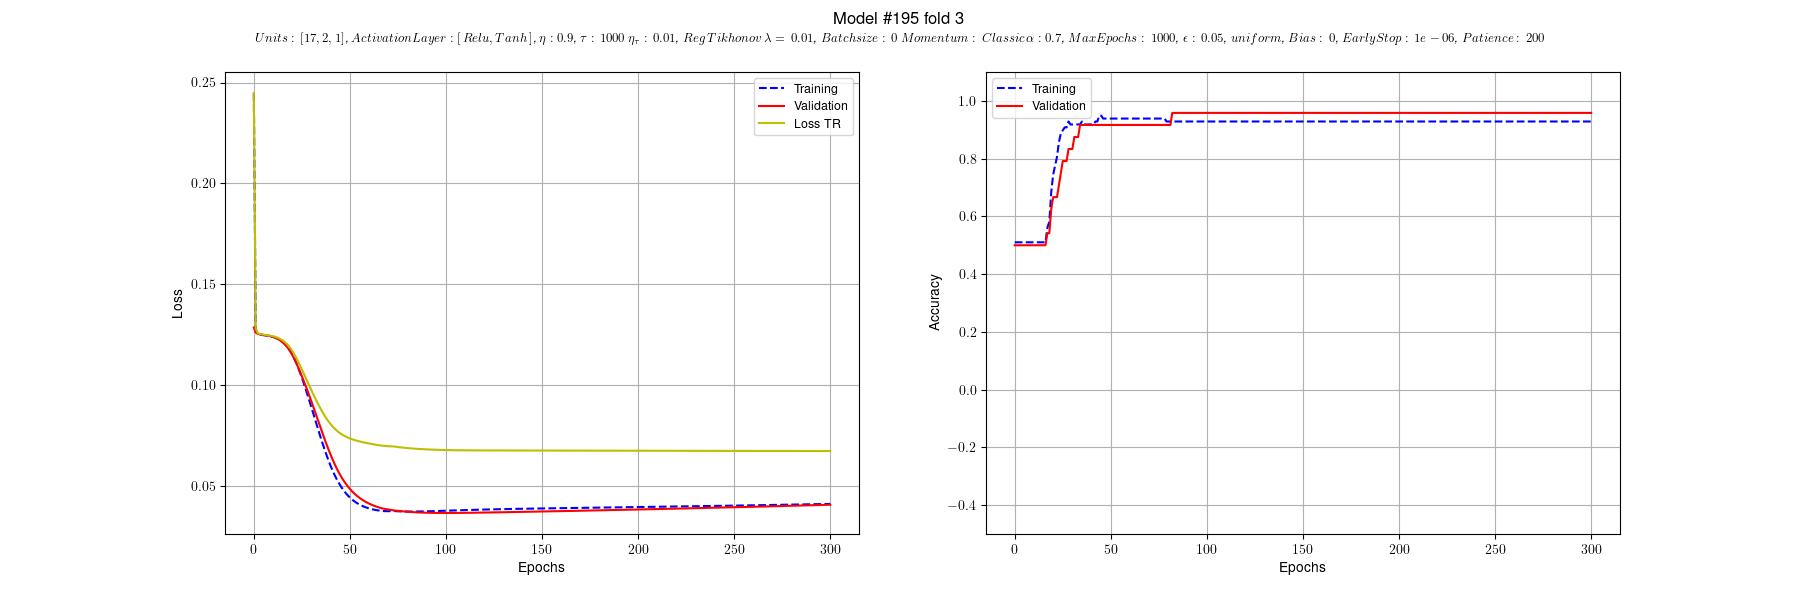 Model #195 fold 3
Units : [17, 2, 1], ActivationLayer : [Relu, Tanh], η : 0.9, τ : 1000 η_τ : 0.01, RegTikhonov λ = 0.01, Batchsize : 0 Momentum : Classicα : 0.7, MaxEpochs : 1000, ϵ : 0.05, uniform, Bias : 0, EarlyStop : 1e − 06, Patience : 200
0.25
0.20
0.15
0.10
0.05
Loss
Training
Validation
Loss TR
0 50 100 150 200 250 300
Epochs
1.0
0.8
0.6
0.4
0.2
0.0
−0.2
−0.4
Accuracy
Training
Validation
0 50 100 150 200 250 300
Epochs